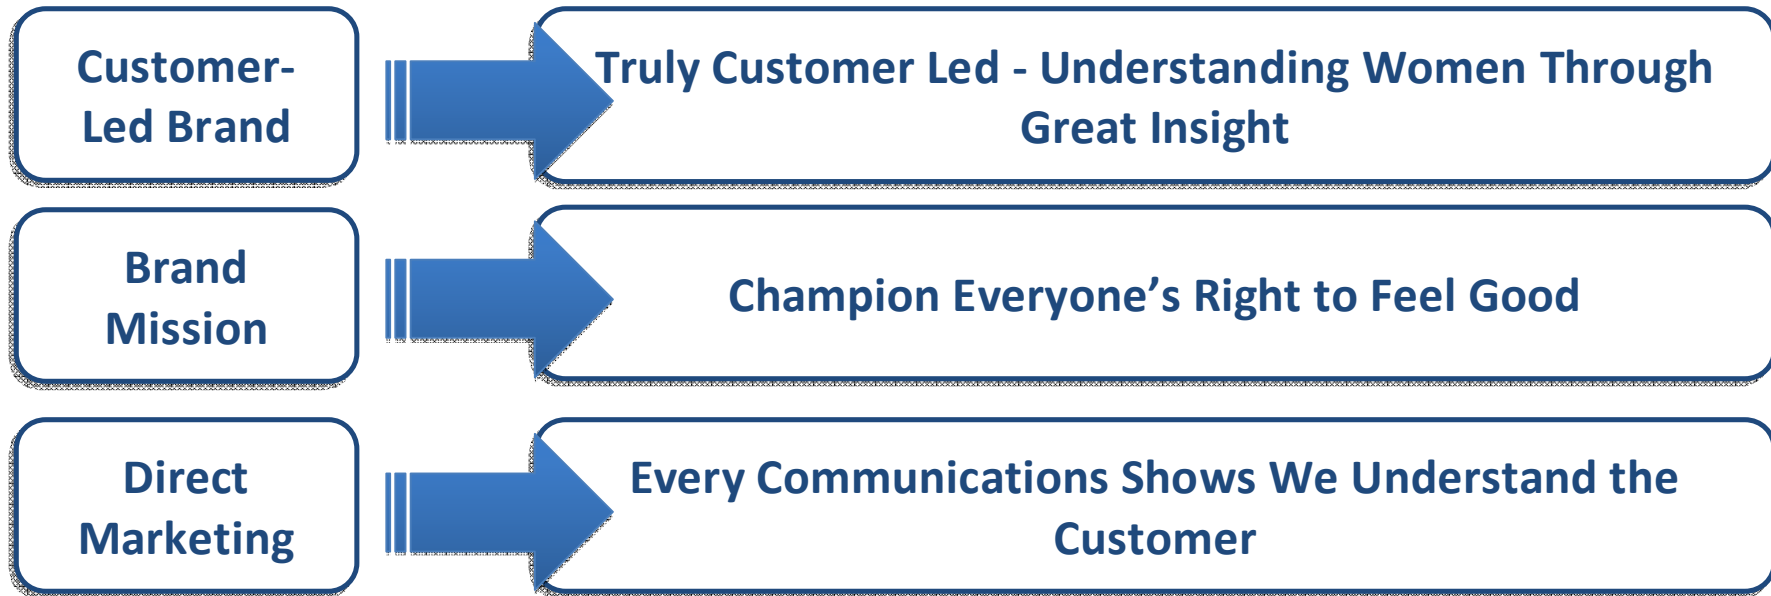 Customer-
Led Brand
Truly Customer Led - Understanding Women Through
Great Insight
Brand
Mission
Champion Everyone’s Right to Feel Good
Direct
Marketing
Every Communications Shows We Understand the
Customer